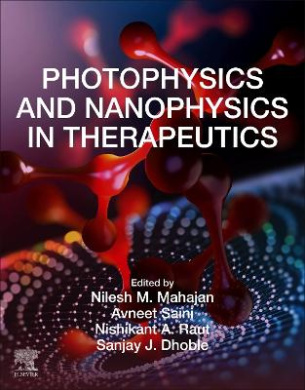 PHOTOPHYSICS
AND NANOPHYSICS
IN THERAPEUTICS
Edited by
Nilesh M. Mahajan
Avneet Saini
Nishikant A. Raut
Sanjay J. Dhoble